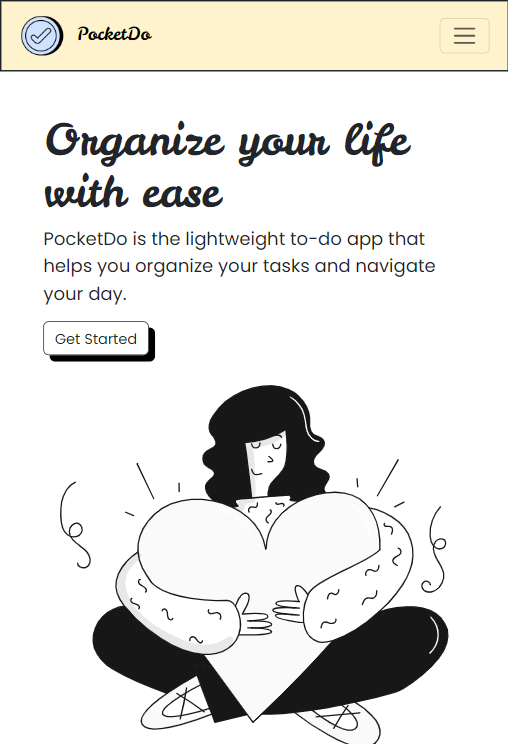 PocketDo
Organize your life
with ease
PocketDo is the lightweight to-do app that
helps you organize your tasks and navigate
your day.
Get Started